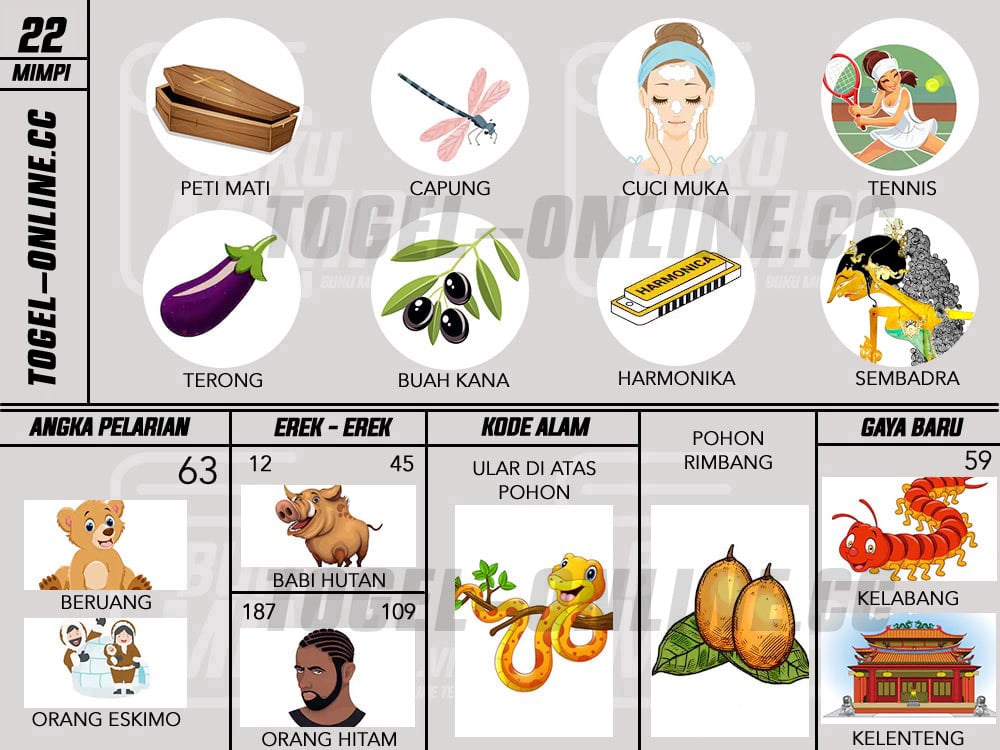 22
MIMPI
TOGEL-ONLINE.CC
PETI MATI
CAPUNG
CUCI MUKA
TENNIS
TOGEL-ONLINE.CC
TERONG
BUAH KANA
HARMONICA
HARMONIKA
SEMBADRA
ANGKA PELARIAN
63
BERUANG
ORANG ESKIMO
EREK - EREK
12 45
BABI HUTAN
187 109
ORANG HITAM
KODE ALAM
ULAR DI ATAS
POHON
POHON
RIMBANG
GAYA BARU
59
KELABANG
KELENTENG
TOGEL-ONLINE.CC